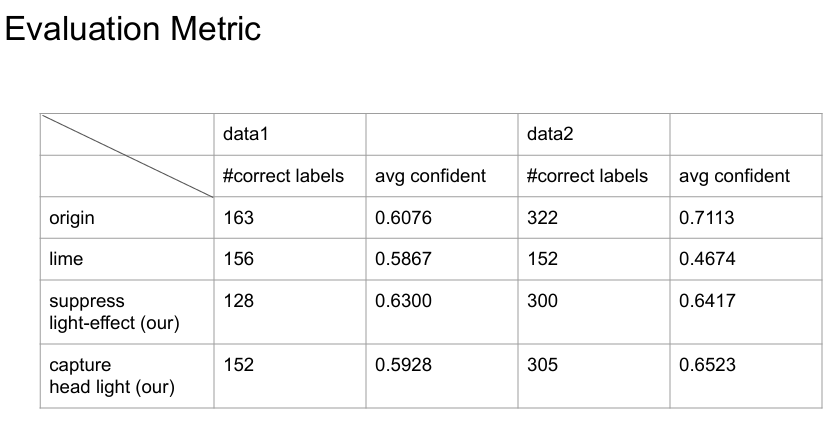 Evaluation Metric
data1 data2
#correct labels avg confident #correct labels avg confident
origin 163 0.6076 322 0.7113
lime 156 0.5867 152 0.4674
suppress 128 0.6300 300 0.6417
light-effect (our)
capture 152 0.5928 305 0.6523
head light (our)